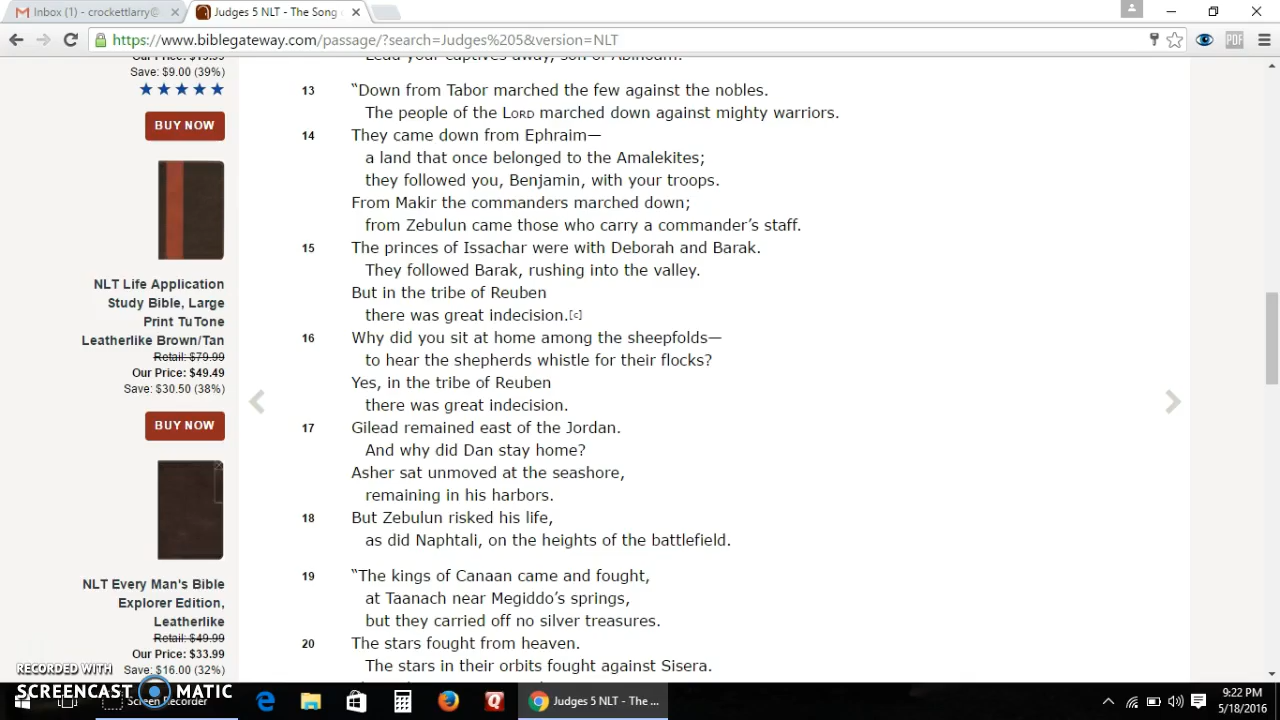 Inbox (1) - crockettlarry@
Judges 5 NLT - The Song
https://www.biblegateway.com/passage/?search=Judges%205&version=NLT
PDF
Save: $9.00 (39%)
BUY NOW
NLT Life Application
Study Bible, Large
Print TuTone
Leatherlike Brown/Tan
Retail: $79.99
Our Price: $49.49
Save: $30.50 (38%)
BUY NOW
NLT Every Man's Bible
Explorer Edition,
Leatherlike
Retail: $49.99
Our Price: $33.99
Save: $16.00 (32%)
Lead your captives away, son of Abinoam!
13 “Down from Tabor marched the few against the nobles.
The people of the LORD marched down against mighty warriors.
14 They came down from Ephraim—
a land that once belonged to the Amalekites;
they followed you, Benjamin, with your troops.
From Makir the commanders marched down;
from Zebulun came those who carry a commander’s staff.
15 The princes of Issachar were with Deborah and Barak.
They followed Barak, rushing into the valley.
But in the tribe of Reuben
there was great indecision.[c]
16 Why did you sit at home among the sheepfolds—
to hear the shepherds whistle for their flocks?
Yes, in the tribe of Reuben
there was great indecision.
17 Gilead remained east of the Jordan.
And why did Dan stay home?
Asher sat unmoved at the seashore,
remaining in his harbors.
18 But Zebulun risked his life,
as did Naphtali, on the heights of the battlefield.
19 “The kings of Canaan came and fought,
at Taanach near Megiddo’s springs,
but they carried off no silver treasures.
20 The stars fought from heaven.
The stars in their orbits fought against Sisera.
RECORDED WITH
SCREENCAST MATIC
Screen Recorder
Judges 5 NLT - The ...
9:22 PM
5/18/2016